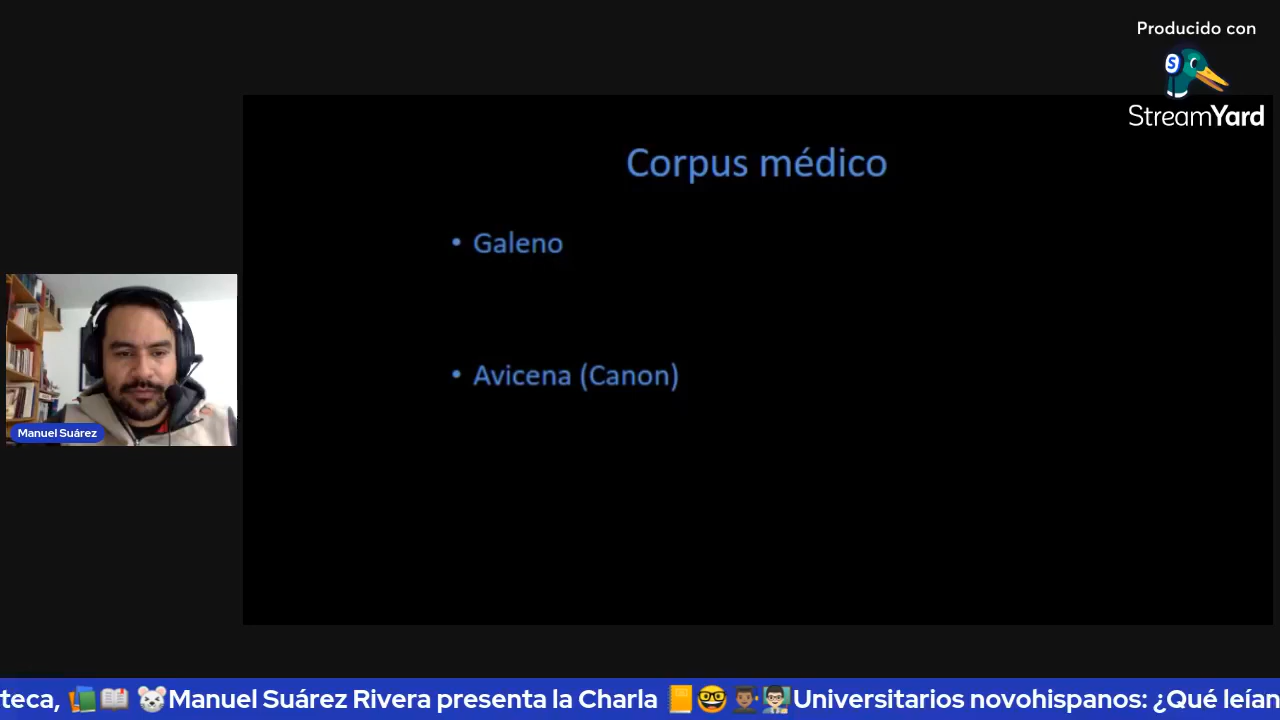 Producido con
S
StreamYard
Corpus médico
• Galeno
• Avicena (Canon)
Manuel Suárez
teca, 📚📖 🐭Manuel Suárez Rivera presenta la Charla 📒🤓👨🏾‍🎓👨🏻‍🏫Universitarios novohispanos: ¿Qué leían